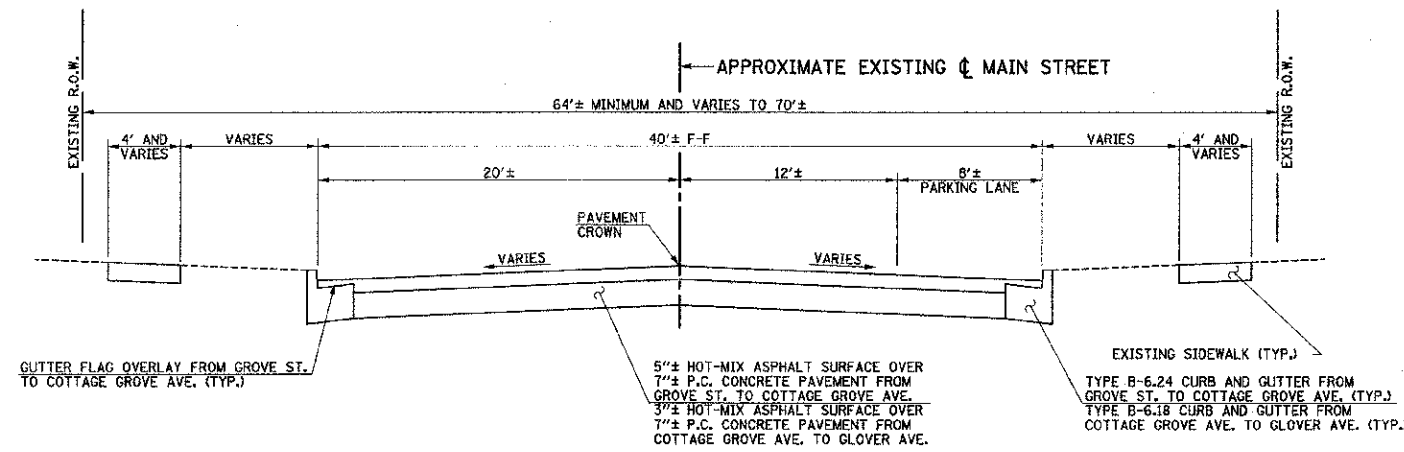 APPROXIMATE EXISTING ℄ MAIN STREET
EXISTING R.O.W.
64'± MINIMUM AND VARIES TO 70'±
EXISTING R.O.W.
4' AND
VARIES
VARIES
40'± F-F
VARIES
4' AND
VARIES
20'±
12'±
8'±
PARKING LANE
PAVEMENT
CROWN
VARIES
VARIES
GUTTER FLAG OVERLAY FROM GROVE ST.
TO COTTAGE GROVE AVE. (TYP.)
5"± HOT-MIX ASPHALT SURFACE OVER
7"± P.C. CONCRETE PAVEMENT FROM
GROVE ST. TO COTTAGE GROVE AVE.
3"± HOT-MIX ASPHALT SURFACE OVER
7"± P.C. CONCRETE PAVEMENT FROM
COTTAGE GROVE AVE. TO GLOVER AVE.
EXISTING SIDEWALK (TYP.)
TYPE B-6.24 CURB AND GUTTER FROM
GROVE ST. TO COTTAGE GROVE AVE. (TYP.)
TYPE B-6.18 CURB AND GUTTER FROM
COTTAGE GROVE AVE. TO GLOVER AVE. (TYP.)